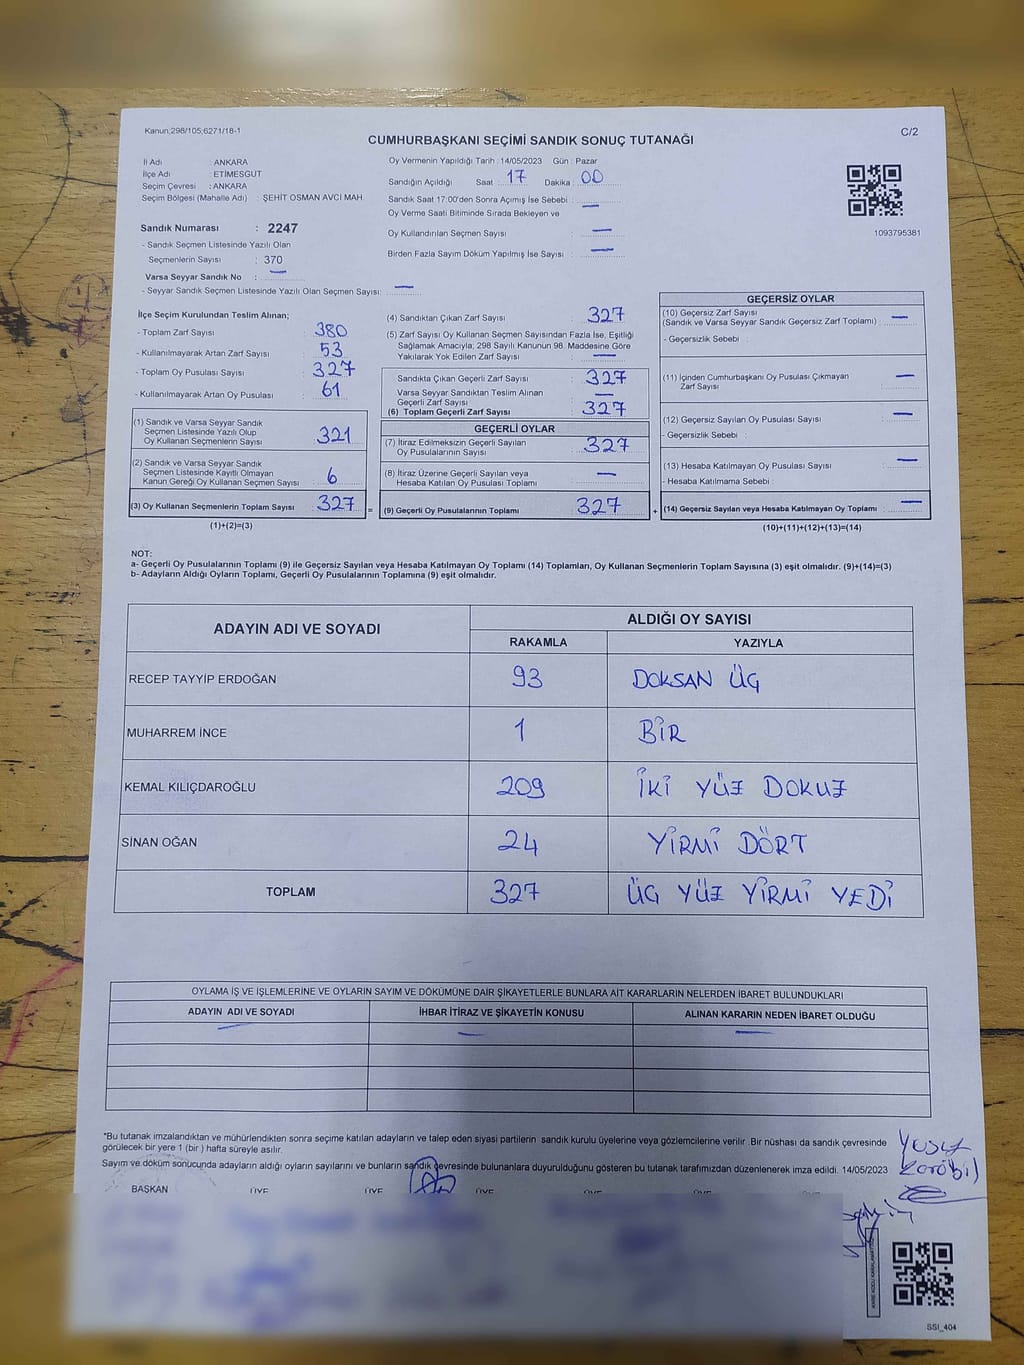 Kanun;298/105;6271/18-1
C/2
CUMHURBAŞKANI SEÇİMİ SANDIK SONUÇ TUTANAĞI
İl Adı : ANKARA
İlçe Adı : ETİMESGUT
Seçim Çevresi : ANKARA
Seçim Bölgesi (Mahalle Adı) : ŞEHİT OSMAN AVCI MAH.
Sandık Numarası : 2247
- Sandık Seçmen Listesinde Yazılı Olan
Seçmenlerin Sayısı : 370
Varsa Seyyar Sandık No : —
- Seyyar Sandık Seçmen Listesinde Yazılı Olan Seçmen Sayısı: —
Oy Vermenin Yapıldığı Tarih : 14/05/2023 Gün : Pazar
Sandığın Açıldığı Saat : 17 Dakika : 00
Sandık Saat 17:00'den Sonra Açımış İse Sebebi : —
Oy Verme Saati Bitiminde Sırada Bekleyen ve
Oy Kullandırılan Seçmen Sayısı : —
Birden Fazla Sayım Döküm Yapılmış İse Sayısı : —
1093795381
İlçe Seçim Kurulundan Teslim Alınan;
- Toplam Zarf Sayısı : 380
- Kullanılmayarak Artan Zarf Sayısı : 53
- Toplam Oy Pusulası Sayısı : 327
- Kullanılmayarak Artan Oy Pusulası : 61
(1) Sandık ve Varsa Seyyar Sandık
Seçmen Listesinde Yazılı Olup
Oy Kullanan Seçmenlerin Sayısı : 321
(2) Sandık ve Varsa Seyyar Sandık
Seçmen Listesinde Kayıtlı Olmayan
Kanun Gereği Oy Kullanan Seçmen Sayısı : 6
(3) Oy Kullanan Seçmenlerin Toplam Sayısı : 327 =
(1)+(2)=(3)
(4) Sandıktan Çıkan Zarf Sayısı : 327
(5) Zarf Sayısı Oy Kullanan Seçmen Sayısından Fazla İse, Eşitliği
Sağlamak Amacıyla; 298 Sayılı Kanunun 98. Maddesine Göre
Yakılarak Yok Edilen Zarf Sayısı : —
Sandıkta Çıkan Geçerli Zarf Sayısı : 327
Varsa Seyyar Sandıktan Teslim Alınan
Geçerli Zarf Sayısı : —
(6) Toplam Geçerli Zarf Sayısı : 327
GEÇERLİ OYLAR
(7) İtiraz Edilmeksizin Geçerli Sayılan
Oy Pusulalarının Sayısı : 327
(8) İtiraz Üzerine Geçerli Sayılan veya
Hesaba Katılan Oy Pusulası Toplamı : —
(9) Geçerli Oy Pusulalarının Toplamı : 327 +
GEÇERSİZ OYLAR
(10) Geçersiz Zarf Sayısı
(Sandık ve Varsa Seyyar Sandık Geçersiz Zarf Toplamı) : —
- Geçersizlik Sebebi :
(11) İçinden Cumhurbaşkanı Oy Pusulası Çıkmayan
Zarf Sayısı : —
(12) Geçersiz Sayılan Oy Pusulası Sayısı : —
- Geçersizlik Sebebi :
(13) Hesaba Katılmayan Oy Pusulası Sayısı : —
- Hesaba Katılmama Sebebi :
(14) Geçersiz Sayılan veya Hesaba Katılmayan Oy Toplamı : —
(10)+(11)+(12)+(13)=(14)
NOT:
a- Geçerli Oy Pusulalarının Toplamı (9) ile Geçersiz Sayılan veya Hesaba Katılmayan Oy Toplamı (14) Toplamları, Oy Kullanan Seçmenlerin Toplam Sayısına (3) eşit olmalıdır. (9)+(14)=(3)
b- Adayların Aldığı Oyların Toplamı, Geçerli Oy Pusulalarının Toplamına (9) eşit olmalıdır.
ADAYIN ADI VE SOYADI ALDIĞI OY SAYISI
RAKAMLA YAZIYLA
RECEP TAYYİP ERDOĞAN 93 DOKSAN ÜÇ
MUHARREM İNCE 1 BİR
KEMAL KILIÇDAROĞLU 209 İKİ YÜZ DOKUZ
SİNAN OĞAN 24 YİRMİ DÖRT
TOPLAM 327 ÜÇ YÜZ YİRMİ YEDİ
OYLAMA İŞ VE İŞLEMLERİNE VE OYLARIN SAYIM VE DÖKÜMÜNE DAİR ŞİKAYETLERLE BUNLARA AİT KARARLARIN NELERDEN İBARET BULUNDUKLARI
ADAYIN ADI VE SOYADI İHBAR İTİRAZ VE ŞİKAYETİN KONUSU ALINAN KARARIN NEDEN İBARET OLDUĞU
— — —
*Bu tutanak imzalandıktan ve mühürlendikten sonra seçime katılan adayların ve talep eden siyasi partilerin sandık kurulu üyelerine veya gözlemcilerine verilir. Bir nüshası da sandık çevresinde
görülecek bir yere 1 (bir ) hafta süreyle asılır.
Sayım ve döküm sonucunda adayların aldığı oyların sayılarını ve bunların sandık çevresinde bulunanlara duyurulduğunu gösteren bu tutanak tarafımızdan düzenlenerek imza edildi. 14/05/2023
Yusuf
BAŞKAN ÜYE ÜYE ÜYE ÜYE ÜYE ÜYE
SSI_404